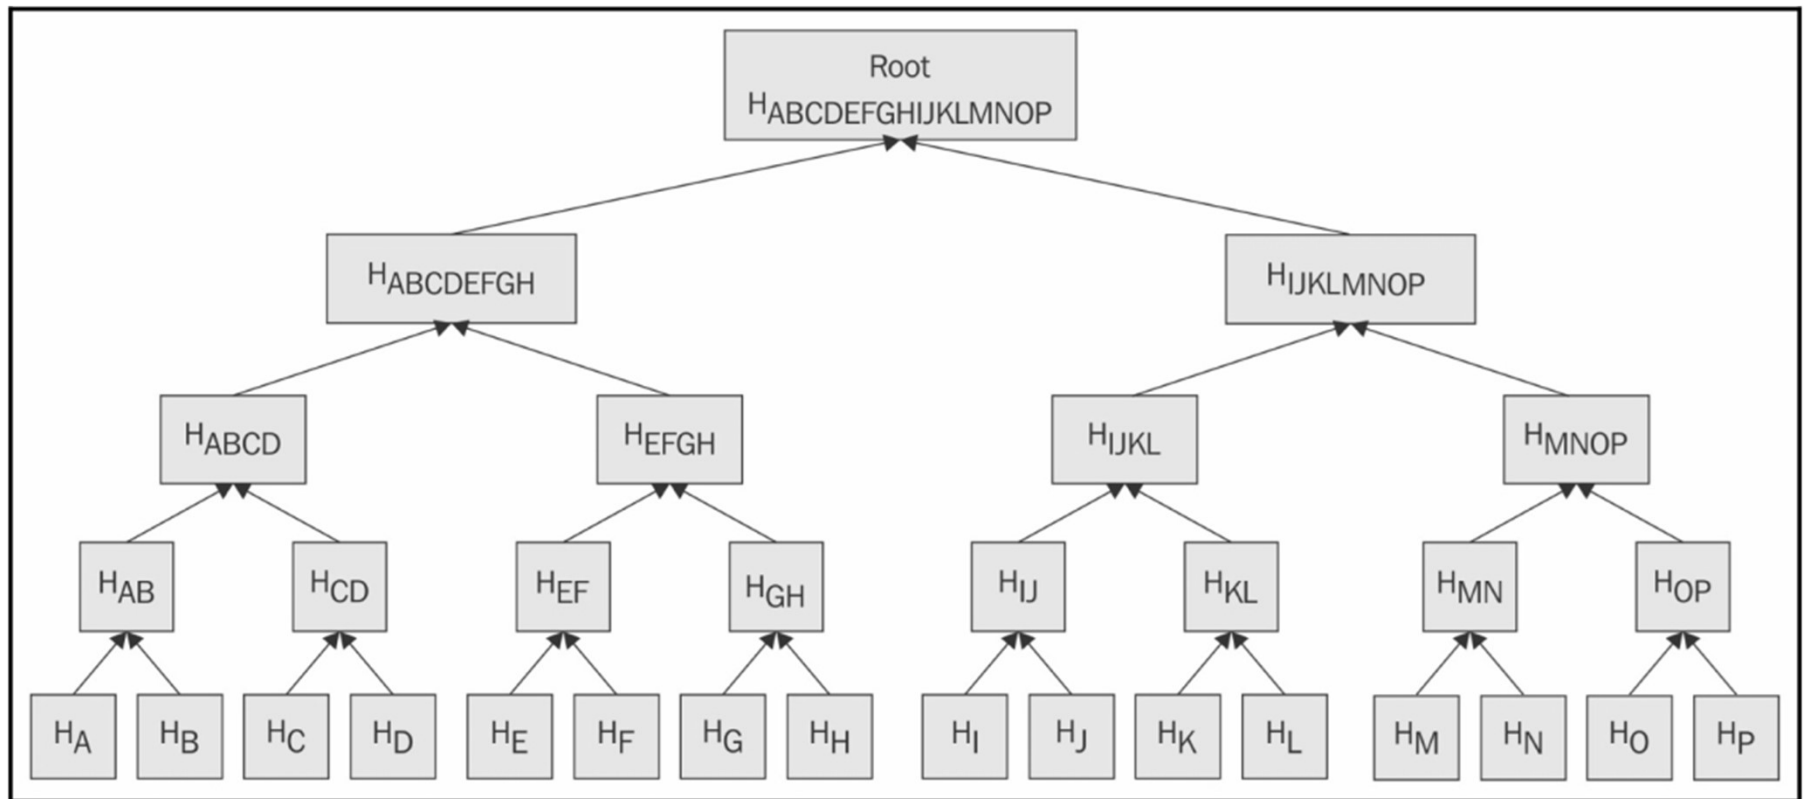 Root
HABCDEFGHIJKLMNOP
HABCDEFGH
HIJKLMNOP
HABCD
HEFGH
HIJKL
HMNOP
HAB
HCD
HEF
HGH
HIJ
HKL
HMN
HOP
HA
HB
HC
HD
HE
HF
HG
HH
HI
HJ
HK
HL
HM
HN
HO
HP